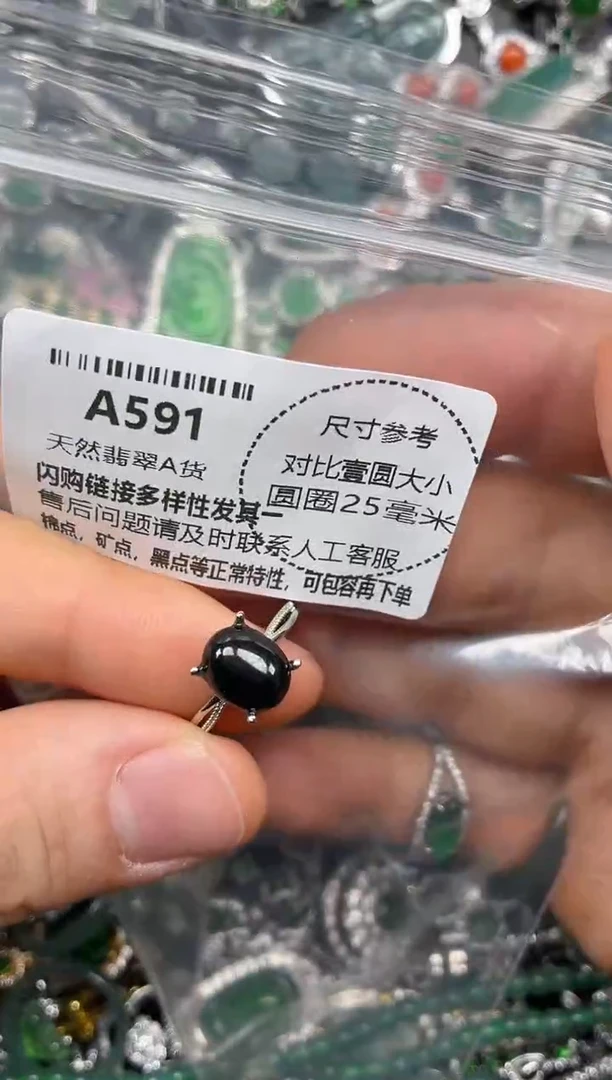 A591
天然翡翠A货
闪购链接多样性发其一
售后问题请及时联系人工客服
棉点，矿点，黑点等正常特性，可包容再下单
尺寸参考
对比壹圆大小
圆圈25毫米